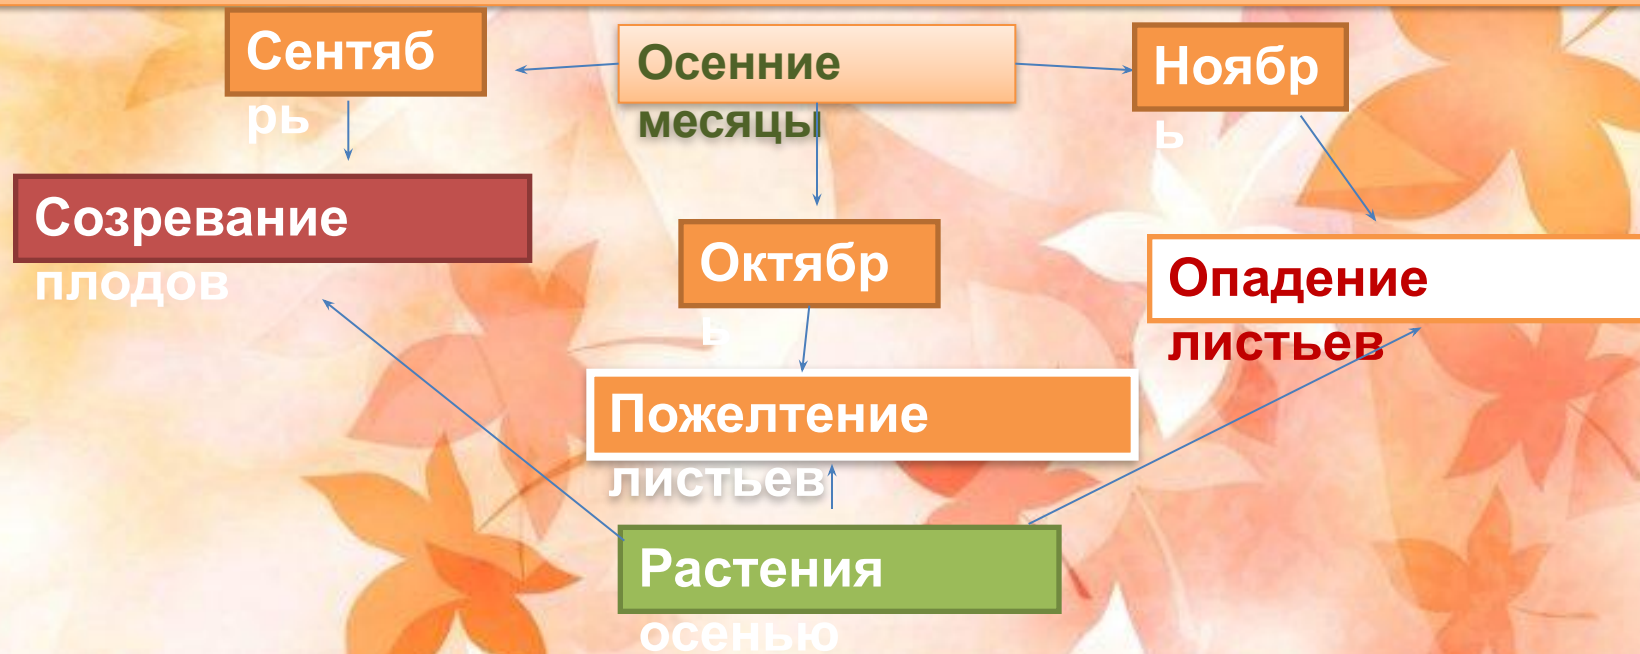 Сентяб
рь
Осенние
месяцы
Ноябр
ь
Созревание
плодов
Октябр
ь
Опадение
листьев
Пожелтение
листьев
Растения
осенью